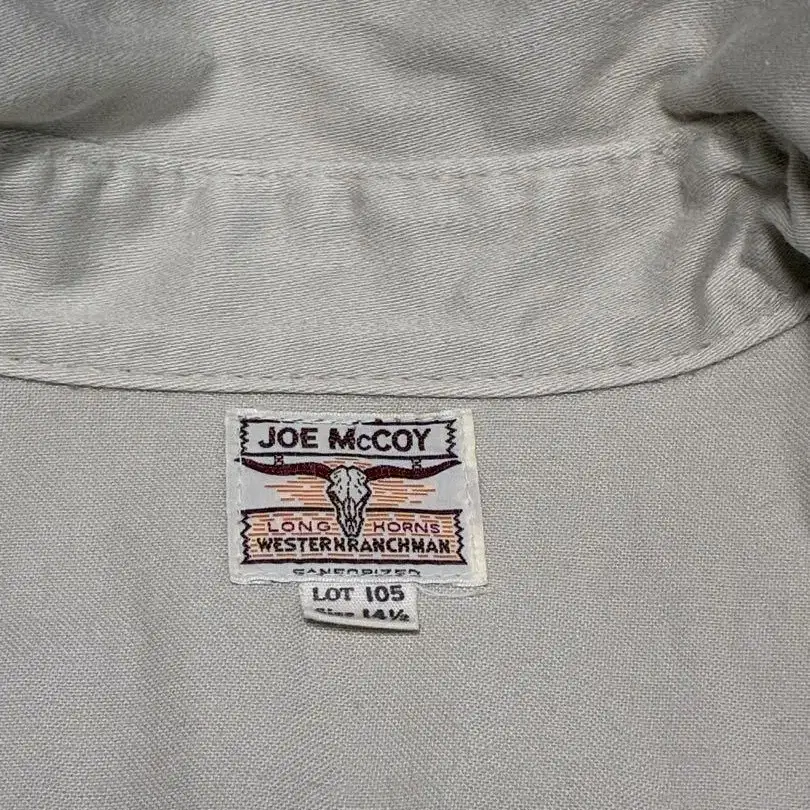 JOE McCOY
LONG HORNS
WESTERNRANCHMAN
SANFORIZED
LOT 105
Size 14½